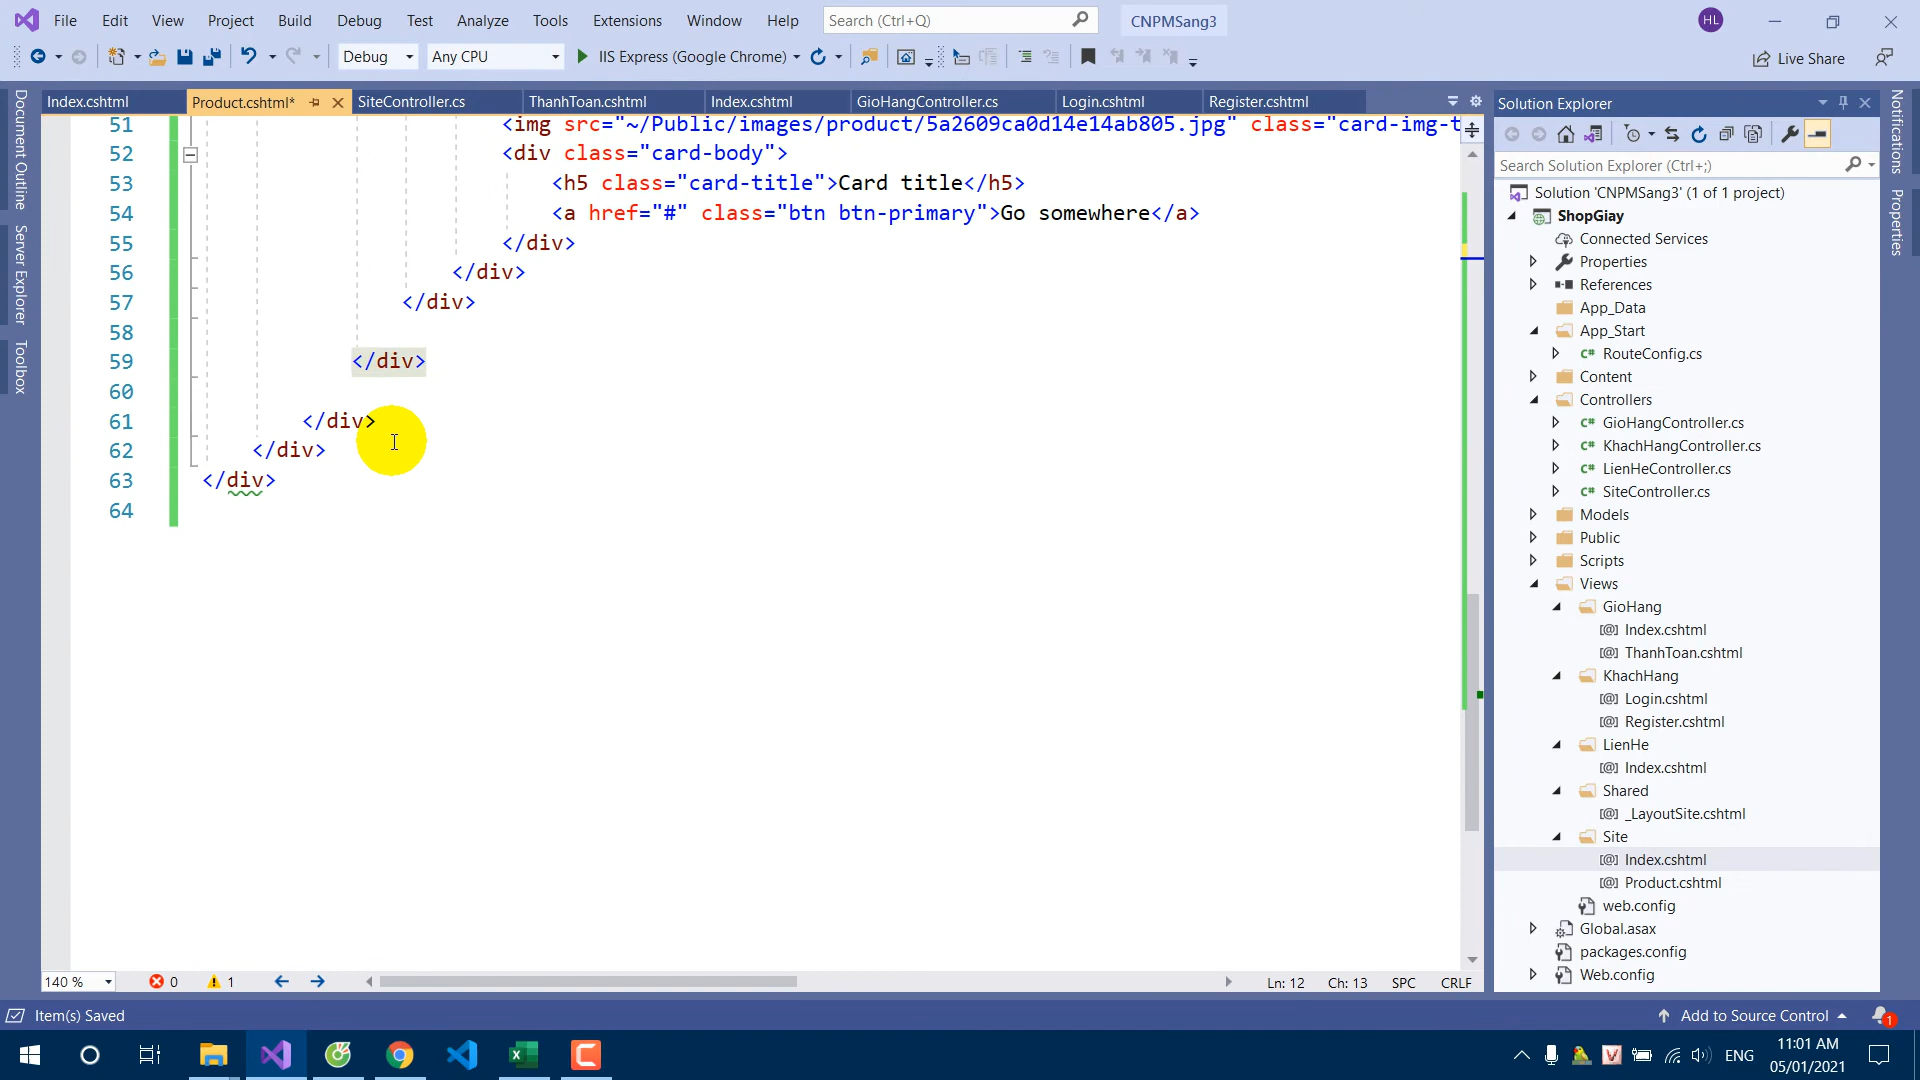 File Edit View Project Build Debug Test Analyze Tools Extensions Window Help Search (Ctrl+Q) CNPMSang3 HL
Debug Any CPU IIS Express (Google Chrome) Live Share
Document Outline
Server Explorer
Toolbox
Index.cshtml Product.cshtml* SiteController.cs ThanhToan.cshtml Index.cshtml GioHangController.cs Login.cshtml Register.cshtml
51 <img src="~/Public/images/product/5a2609ca0d14e14ab805.jpg" class="card-img-t
52 <div class="card-body">
53 <h5 class="card-title">Card title</h5>
54 <a href="#" class="btn btn-primary">Go somewhere</a>
55 </div>
56 </div>
57 </div>
58
59 </div>
60
61 </div>
62 </div>
63 </div>
64
140 % 0 1 Ln: 12 Ch: 13 SPC CRLF
Solution Explorer
Search Solution Explorer (Ctrl+;)
Solution 'CNPMSang3' (1 of 1 project)
ShopGiay
Connected Services
Properties
References
App_Data
App_Start
C# RouteConfig.cs
Content
Controllers
C# GioHangController.cs
C# KhachHangController.cs
C# LienHeController.cs
C# SiteController.cs
Models
Public
Scripts
Views
GioHang
[@] Index.cshtml
[@] ThanhToan.cshtml
KhachHang
[@] Login.cshtml
[@] Register.cshtml
LienHe
[@] Index.cshtml
Shared
[@] _LayoutSite.cshtml
Site
[@] Index.cshtml
[@] Product.cshtml
web.config
Global.asax
packages.config
Web.config
Notifications
Properties
Item(s) Saved Add to Source Control 1
ENG 11:01 AM
05/01/2021